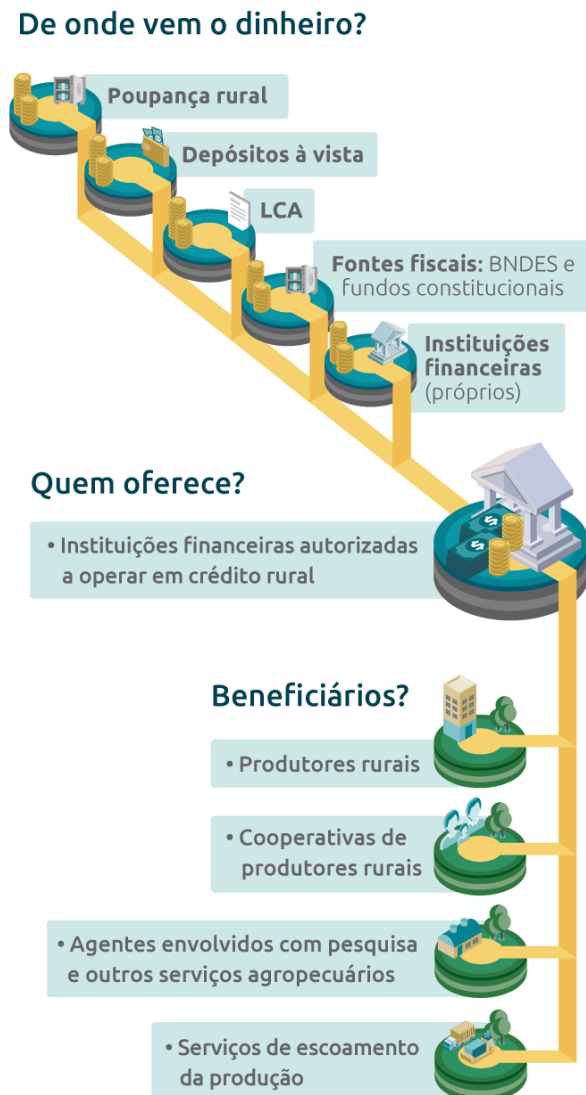 De onde vem o dinheiro?
Poupança rural
Depósitos à vista
LCA
Fontes fiscais: BNDES e
fundos constitucionais
Instituições
financeiras
(próprios)
Quem oferece?
• Instituições financeiras autorizadas
a operar em crédito rural
$
$
Beneficiários?
• Produtores rurais
• Cooperativas de
produtores rurais
• Agentes envolvidos com pesquisa
e outros serviços agropecuários
• Serviços de escoamento
da produção